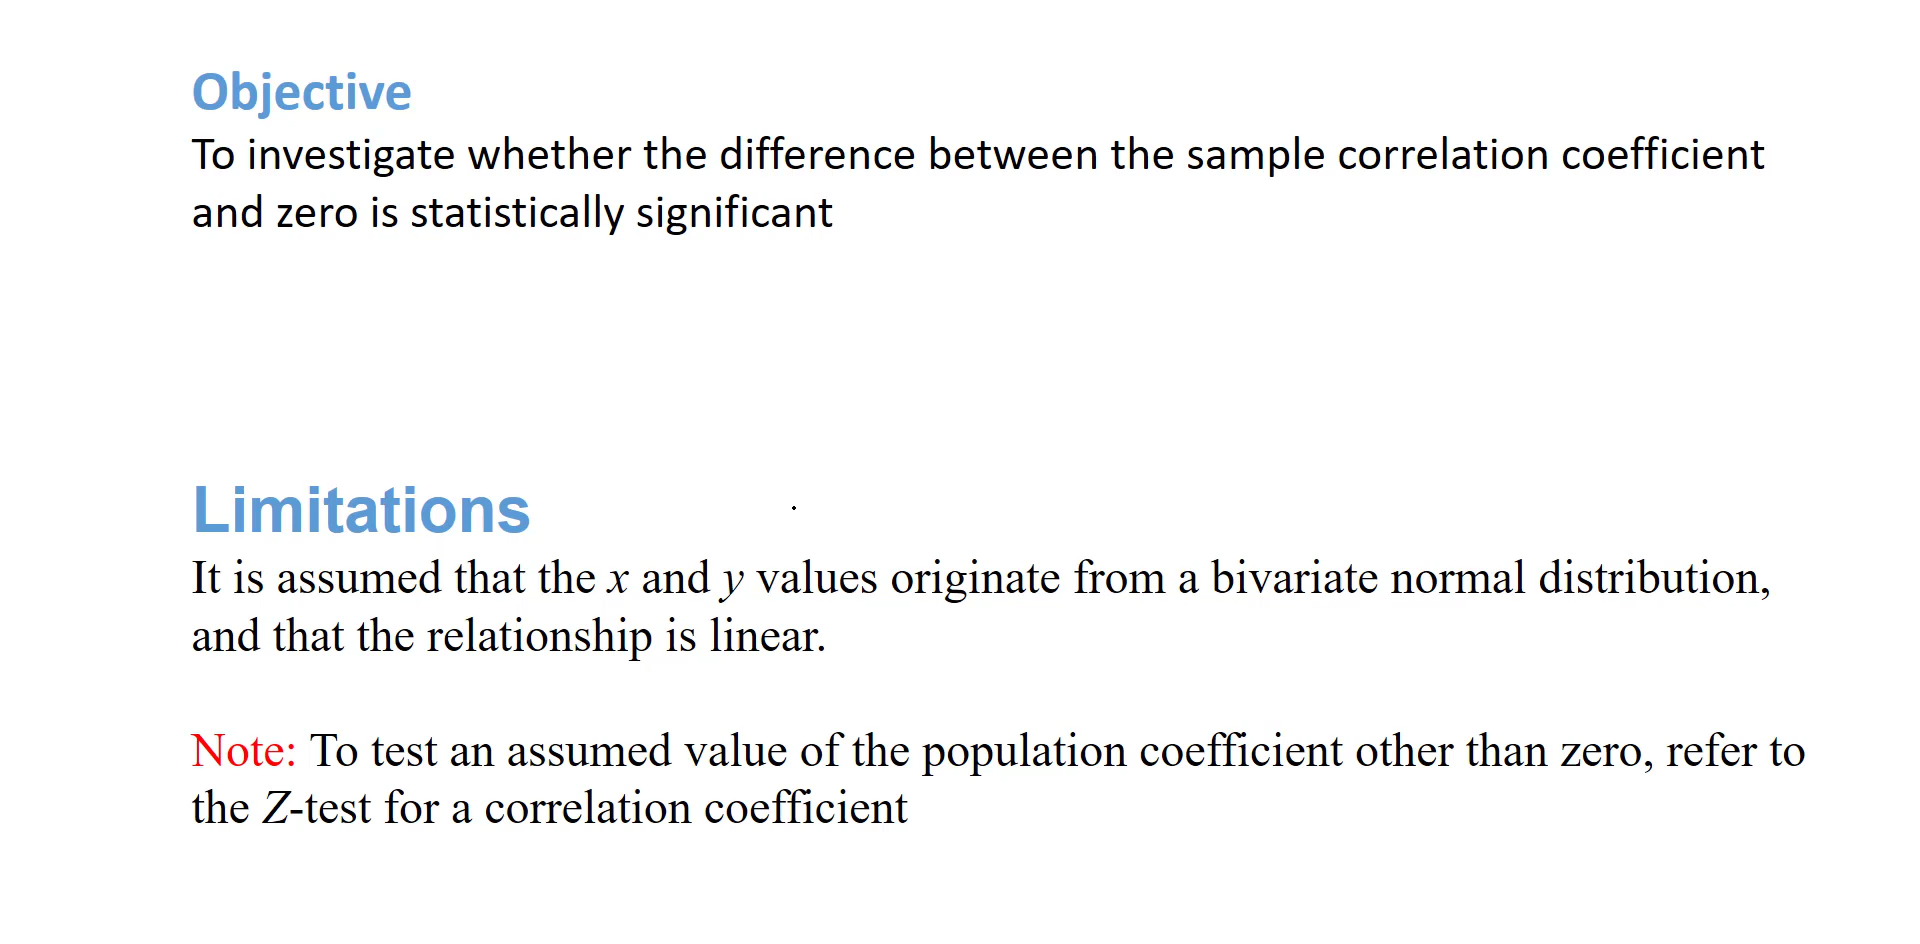 Objective
To investigate whether the difference between the sample correlation coefficient
and zero is statistically significant
Limitations
It is assumed that the x and y values originate from a bivariate normal distribution,
and that the relationship is linear.
Note: To test an assumed value of the population coefficient other than zero, refer to
the Z-test for a correlation coefficient